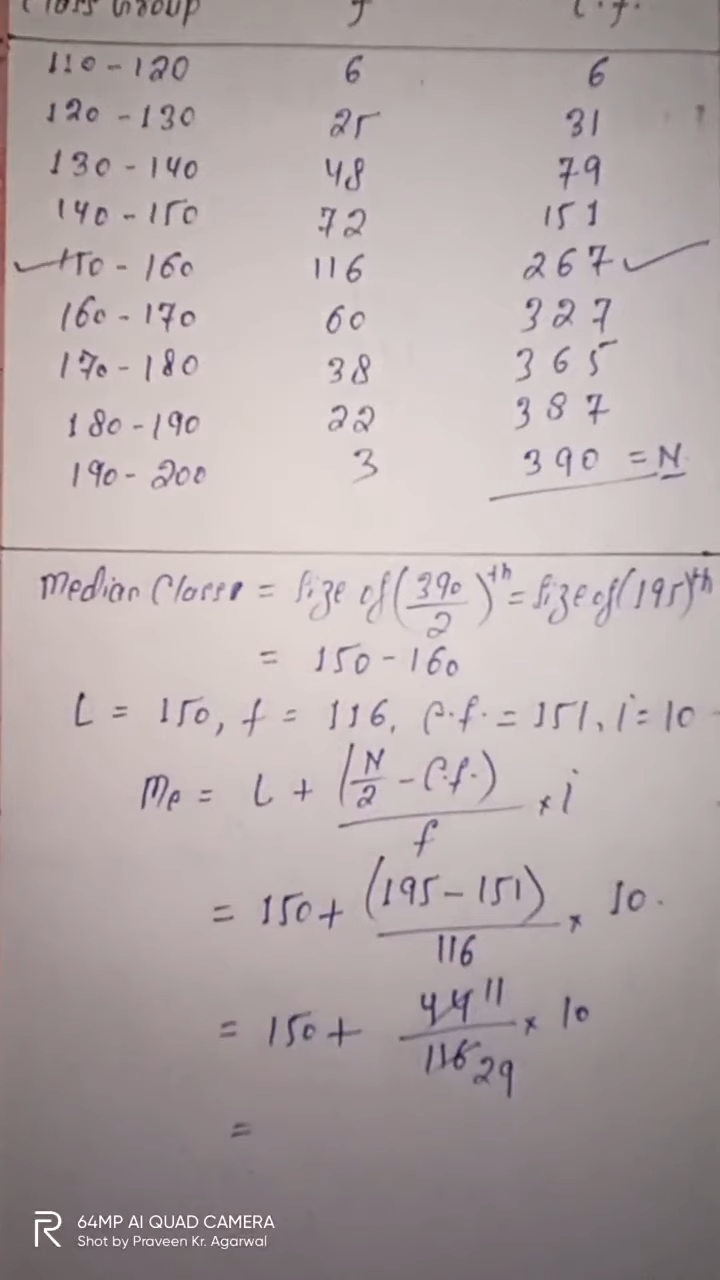 Class Group f c.f.
110-120 6 6
120-130 25 31
130-140 48 79
140-150 72 151
150-160 116 267
160-170 60 327
170-180 38 365
180-190 22 387
190-200 3 390 = N
Median Class = Size of (390/2)th = Size of (195)th
= 150-160
L = 150, f = 116, C.f. = 151, i = 10
Me = L + (N/2 - C.f.)/f × i
= 150 + (195-151)/116 × 10.
= 150 + 44 11/116 29 × 10
=
64MP AI QUAD CAMERA
Shot by Praveen Kr. Agarwal